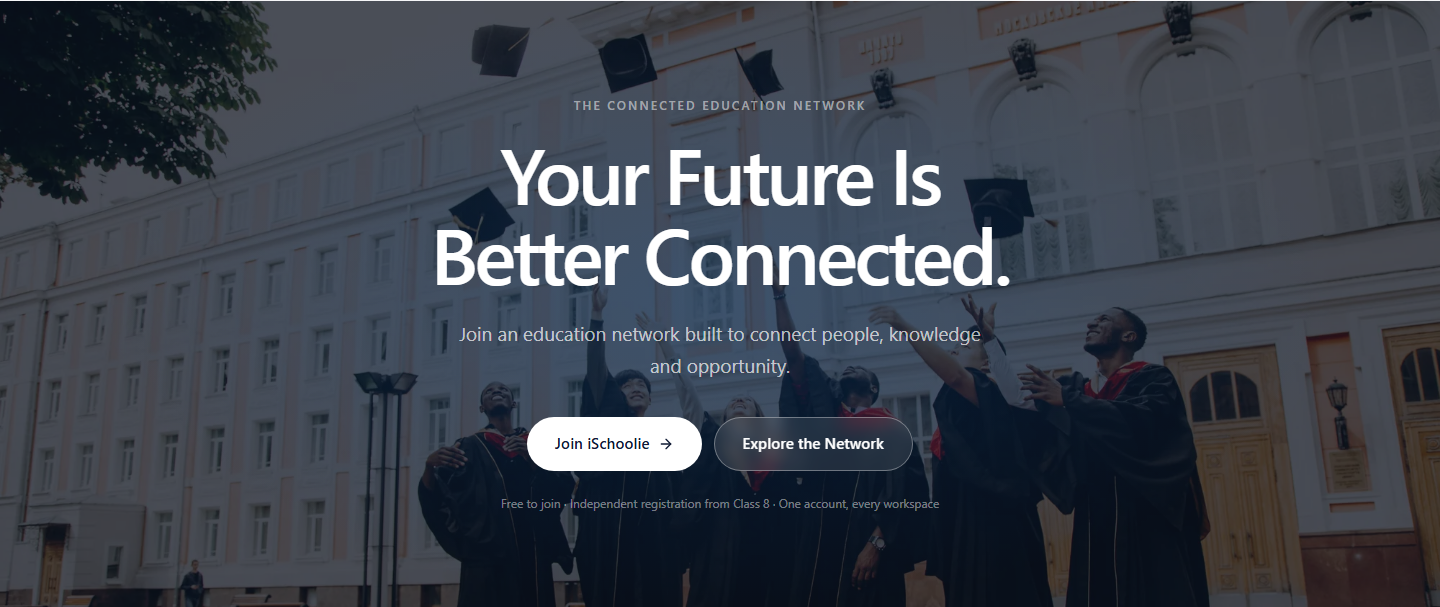 THE CONNECTED EDUCATION NETWORK
Your Future Is
Better Connected.
Join an education network built to connect people, knowledge
and opportunity.
Join iSchoolie →
Explore the Network
Free to join · Independent registration from Class 8 · One account, every workspace